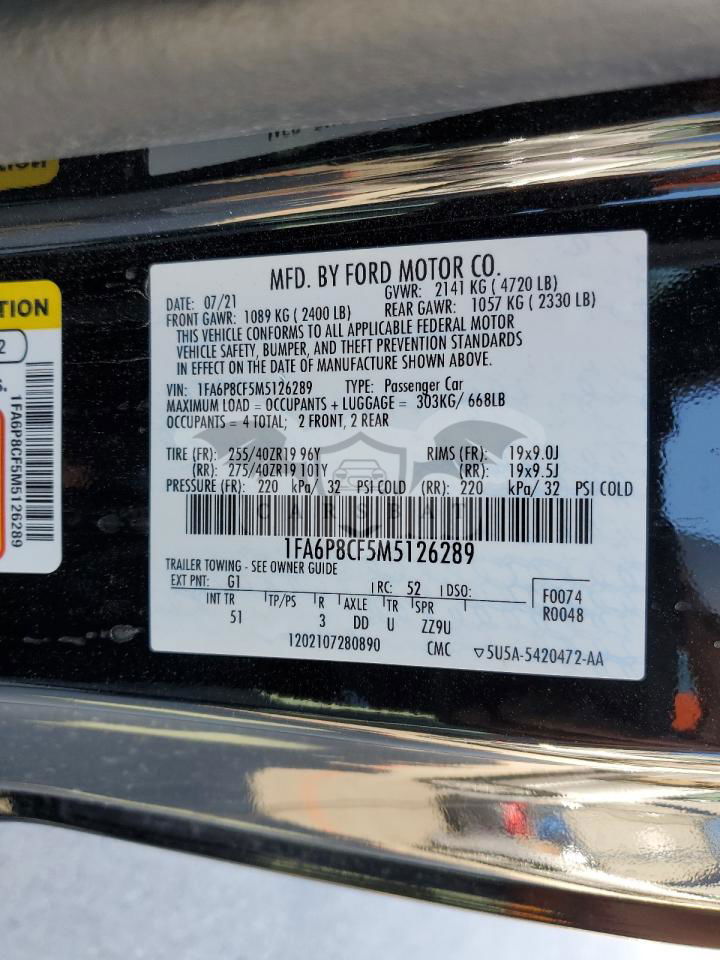 MFD. BY FORD MOTOR CO.
DATE: 07/21 GVWR: 2141 KG ( 4720 LB)
FRONT GAWR: 1089 KG ( 2400 LB) REAR GAWR: 1057 KG ( 2330 LB)
THIS VEHICLE CONFORMS TO ALL APPLICABLE FEDERAL MOTOR
VEHICLE SAFETY, BUMPER, AND THEFT PREVENTION STANDARDS
IN EFFECT ON THE DATE OF MANUFACTURE SHOWN ABOVE.
VIN: 1FA6P8CF5M5126289 TYPE: Passenger Car
MAXIMUM LOAD = OCCUPANTS + LUGGAGE = 303KG/ 668LB
OCCUPANTS = 4 TOTAL; 2 FRONT, 2 REAR
TIRE (FR): 255/40ZR19 96Y RIMS (FR): 19x9.0J
(RR): 275/40ZR19 101Y (RR): 19x9.5J
PRESSURE (FR): 220 kPa/ 32 PSI COLD (RR): 220 kPa/ 32 PSI COLD
CARSBAT
1FA6P8CF5M5126289
TRAILER TOWING - SEE OWNER GUIDE
EXT PNT: G1 RC: 52 DSO: F0074
INT TR TP/PS R AXLE TR SPR R0048
51 3 DD U ZZ9U
1202107280890 CMC ▽5U5A-5420472-AA
TION
2
S.
1FA6P8CF5M5126289